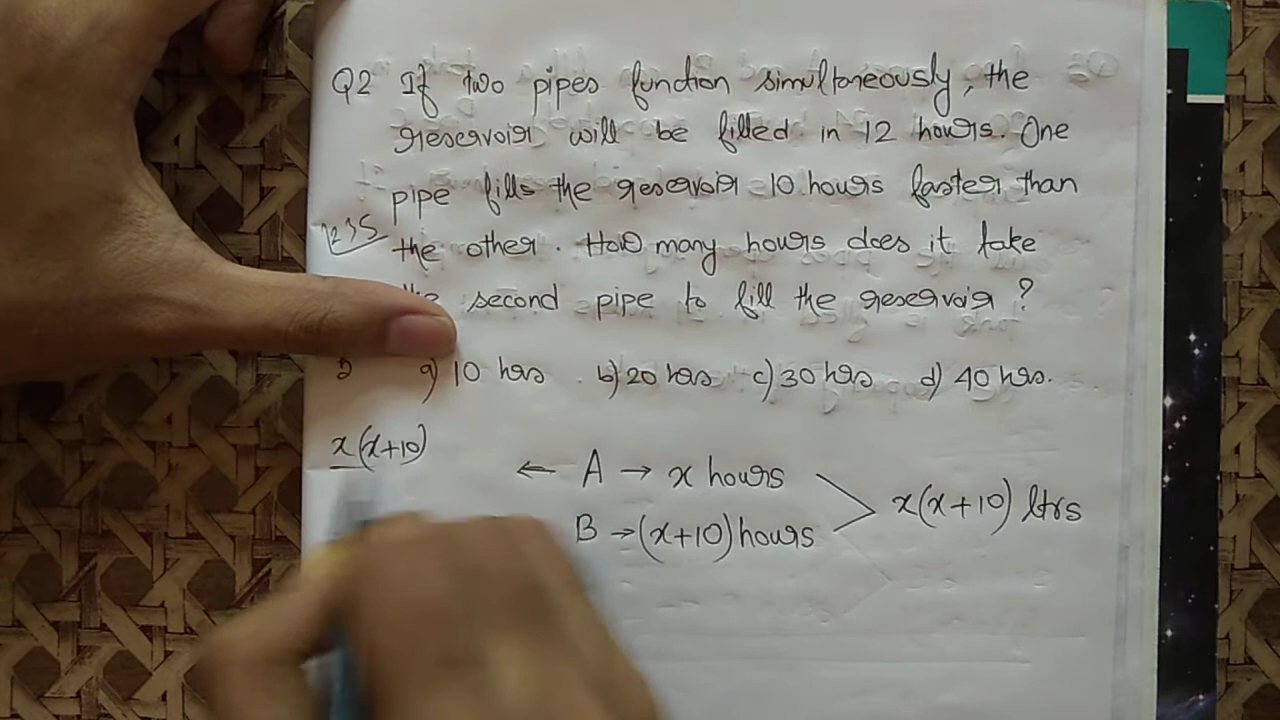 Q2 If two pipes function simultaneously, the
reservoir will be filled in 12 hours. One
pipe fills the reservoir 10 hours faster than
the other. How many hours does it take
second pipe to fill the reservoir ?
a) 10 hrs b) 20 hrs c) 30 hrs d) 40 hrs.
x(x+10)
← A → x hours
B → (x+10) hours
x(x+10) ltrs